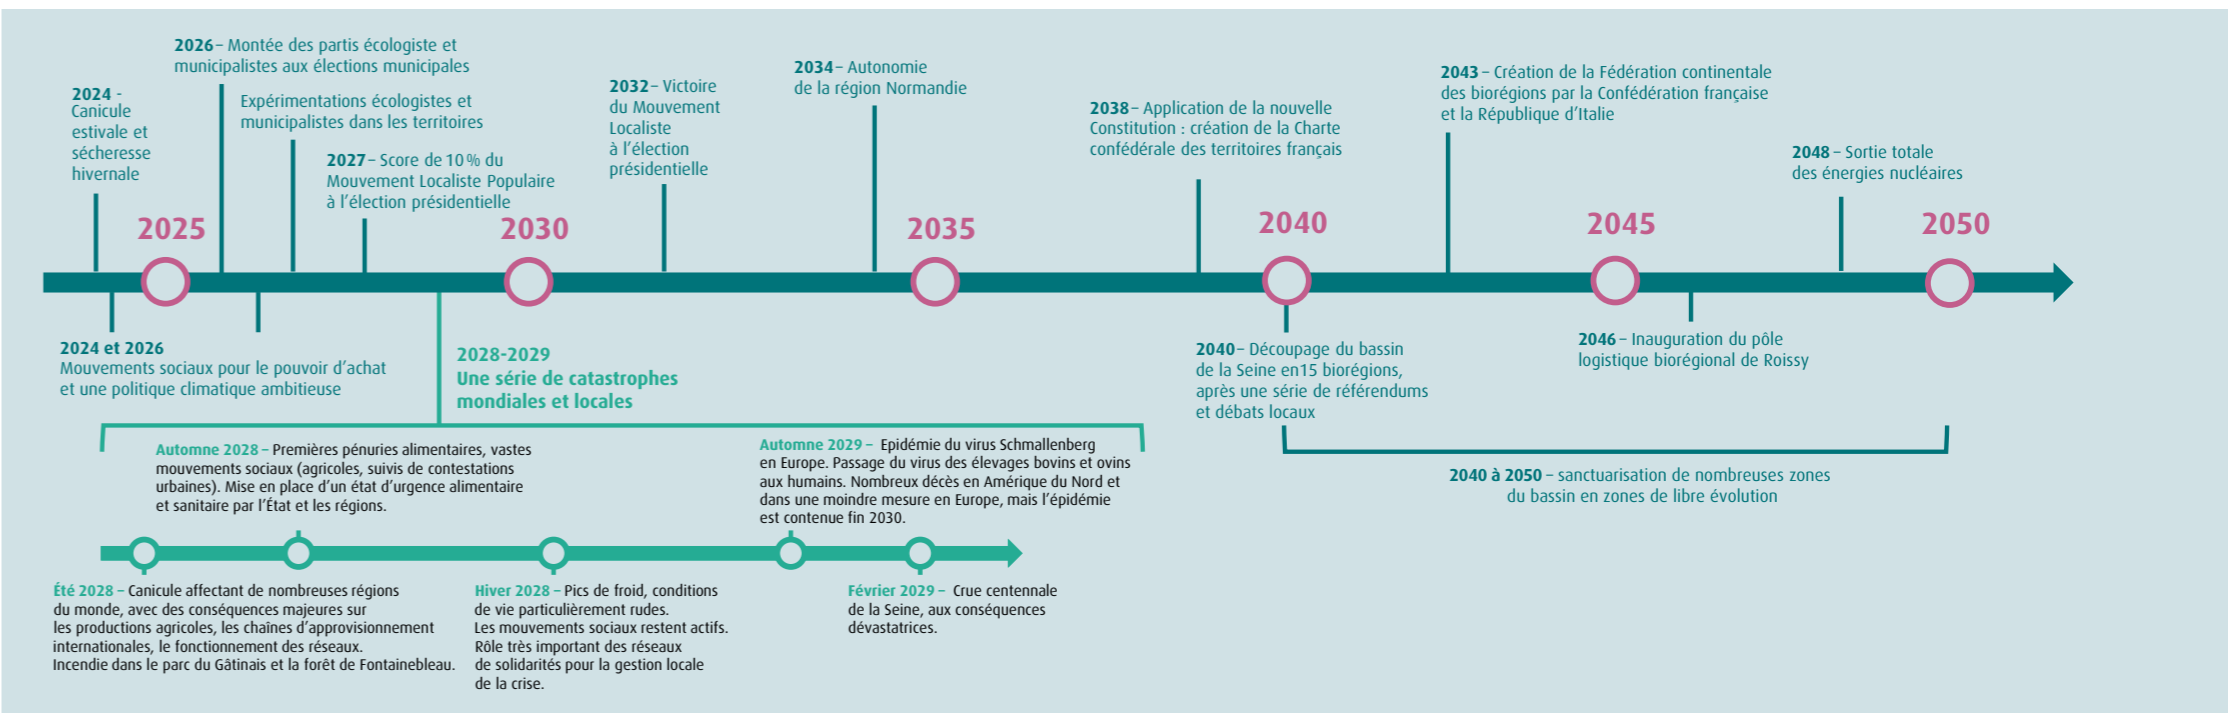 2024 -
Canicule
estivale et
sécheresse
hivernale
2026 – Montée des partis écologiste et
municipalistes aux élections municipales
Expérimentations écologistes et
municipalistes dans les territoires
2027 – Score de 10 % du
Mouvement Localiste Populaire
à l’élection présidentielle
2032 – Victoire
du Mouvement
Localiste
à l’élection
présidentielle
2034 – Autonomie
de la région Normandie
2038 – Application de la nouvelle
Constitution : création de la Charte
confédérale des territoires français
2043 – Création de la Fédération continentale
des biorégions par la Confédération française
et la République d’Italie
2048 – Sortie totale
des énergies nucléaires
2025
2030
2035
2040
2045
2050
2024 et 2026
Mouvements sociaux pour le pouvoir d’achat
et une politique climatique ambitieuse
2028-2029
Une série de catastrophes
mondiales et locales
2040 – Découpage du bassin
de la Seine en15 biorégions,
après une série de référendums
et débats locaux
2046 – Inauguration du pôle
logistique biorégional de Roissy
2040 à 2050 – sanctuarisation de nombreuses zones
du bassin en zones de libre évolution
Automne 2028 – Premières pénuries alimentaires, vastes
mouvements sociaux (agricoles, suivis de contestations
urbaines). Mise en place d’un état d’urgence alimentaire
et sanitaire par l’État et les régions.
Automne 2029 – Epidémie du virus Schmallenberg
en Europe. Passage du virus des élevages bovins et ovins
aux humains. Nombreux décès en Amérique du Nord et
dans une moindre mesure en Europe, mais l’épidémie
est contenue fin 2030.
Été 2028 – Canicule affectant de nombreuses régions
du monde, avec des conséquences majeures sur
les productions agricoles, les chaînes d’approvisionnement
internationales, le fonctionnement des réseaux.
Incendie dans le parc du Gâtinais et la forêt de Fontainebleau.
Hiver 2028 – Pics de froid, conditions
de vie particulièrement rudes.
Les mouvements sociaux restent actifs.
Rôle très important des réseaux
de solidarités pour la gestion locale
de la crise.
Février 2029 – Crue centennale
de la Seine, aux conséquences
dévastatrices.